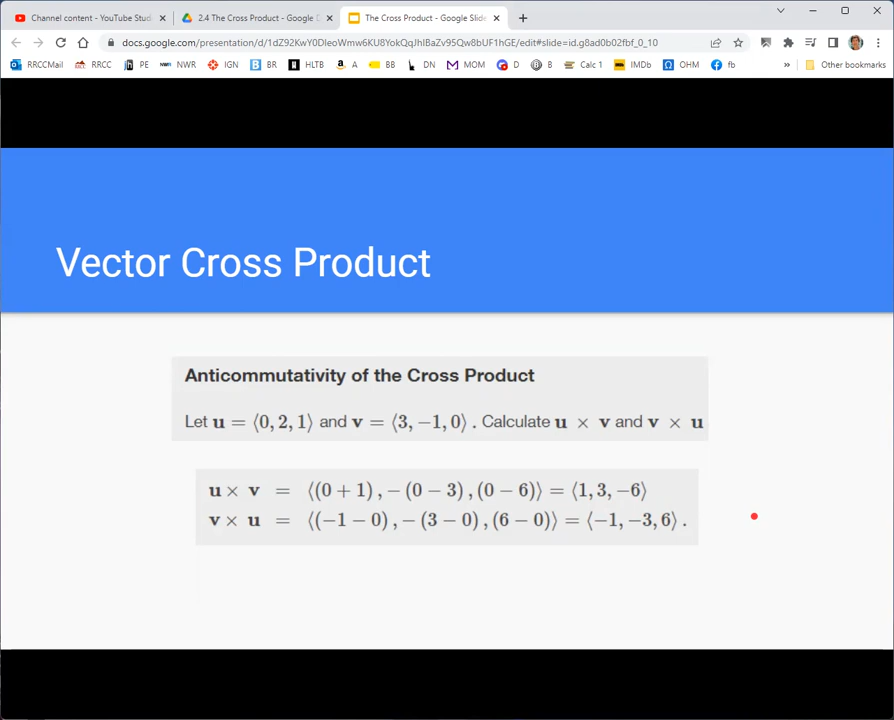 Channel content - YouTube Stud
2.4 The Cross Product - Google D
The Cross Product - Google Slide
docs.google.com/presentation/d/1dZ92KwY0DleoWmw6KU8YokQqJhIBaZv95Qw8bUF1hGE/edit#slide=id.g8ad0b02fbf_0_10
RRCCMail RRCC PE NWR IGN BR HLTB A BB DN MOM D B Calc 1 IMDb OHM fb » Other bookmarks
Vector Cross Product
Anticommutativity of the Cross Product
Let u = ⟨0, 2, 1⟩ and v = ⟨3, −1, 0⟩ . Calculate u × v and v × u
u × v = ⟨(0 + 1) , − (0 − 3) , (0 − 6)⟩ = ⟨1, 3, −6⟩
v × u = ⟨(−1 − 0) , − (3 − 0) , (6 − 0)⟩ = ⟨−1, −3, 6⟩ .